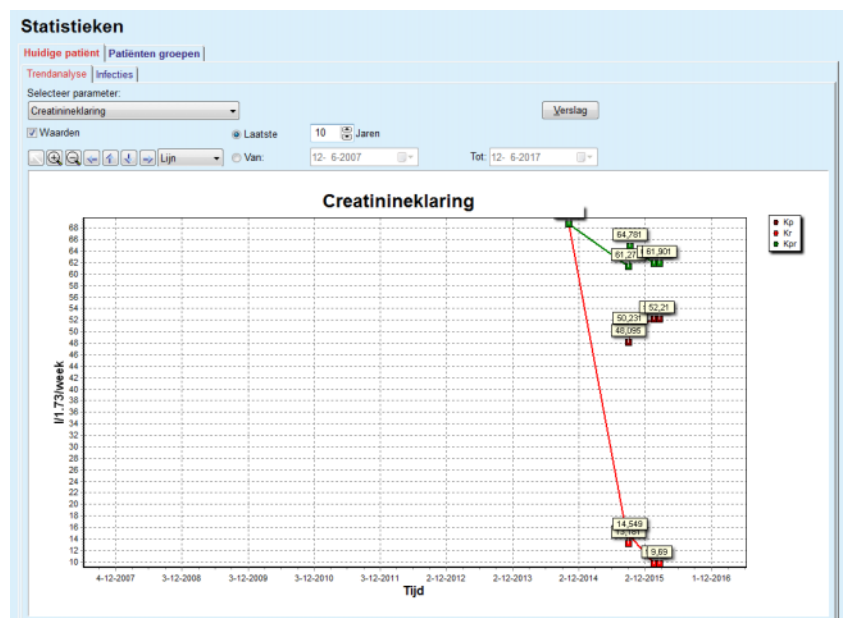 Statistieken
Huidige patiënt Patiënten groepen
Trendanalyse Infecties
Selecteer parameter:
Creatinineklaring Verslag
Waarden Laatste 10 Jaren
Lijn Van: 12- 6-2007 Tot: 12- 6-2017
Creatinineklaring
Kp
Kr
Kpr
68
66
64
62
60
58
56
54
52
50
48
46
44
42
40
38
36
34
32
30
28
26
24
22
20
18
16
14
12
10
l/1.73/week
64,781
61,901
52,21
50,231
48,095
14,549
9,69
4-12-2007 3-12-2008 3-12-2009 3-12-2010 3-12-2011 2-12-2012 2-12-2013 2-12-2014 2-12-2015 1-12-2016
Tijd